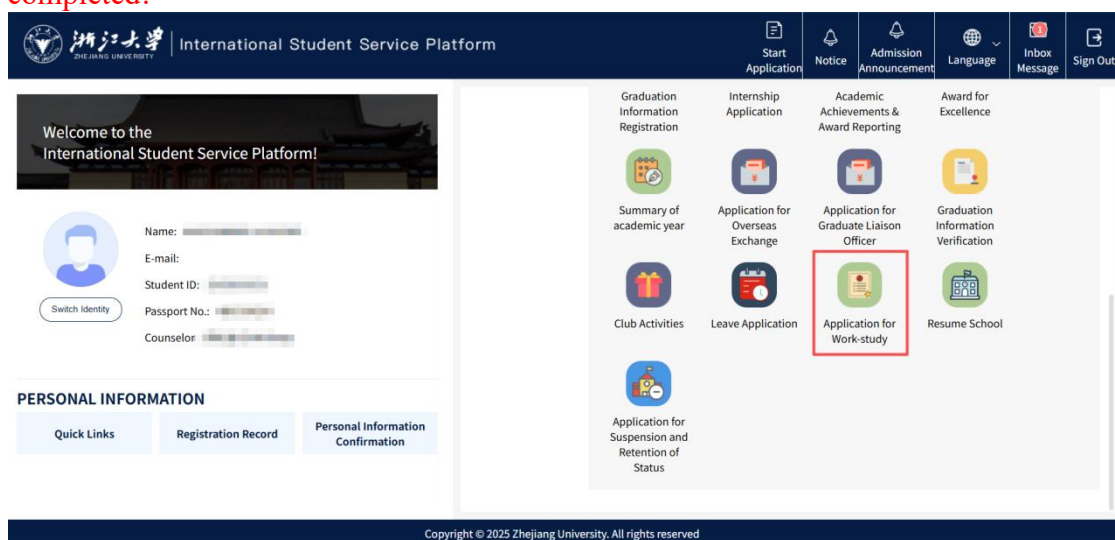 completed.
浙江大学
ZHEJIANG UNIVERSITY
International Student Service Platform
Start
Application
Notice
Admission
Announcement
Language
1
Inbox
Message
Sign Out
Welcome to the
International Student Service Platform!
Name:
E-mail:
Student ID:
Passport No.:
Counselor
Switch Identity
PERSONAL INFORMATION
Quick Links
Registration Record
Personal Information
Confirmation
Graduation
Information
Registration
Internship
Application
Academic
Achievements &
Award Reporting
Award for
Excellence
Summary of
academic year
Application for
Overseas
Exchange
Application for
Graduate Liaison
Officer
Graduation
Information
Verification
Club Activities
Leave Application
Application for
Work-study
Resume School
Application for
Suspension and
Retention of
Status
Copyright © 2025 Zhejiang University. All rights reserved